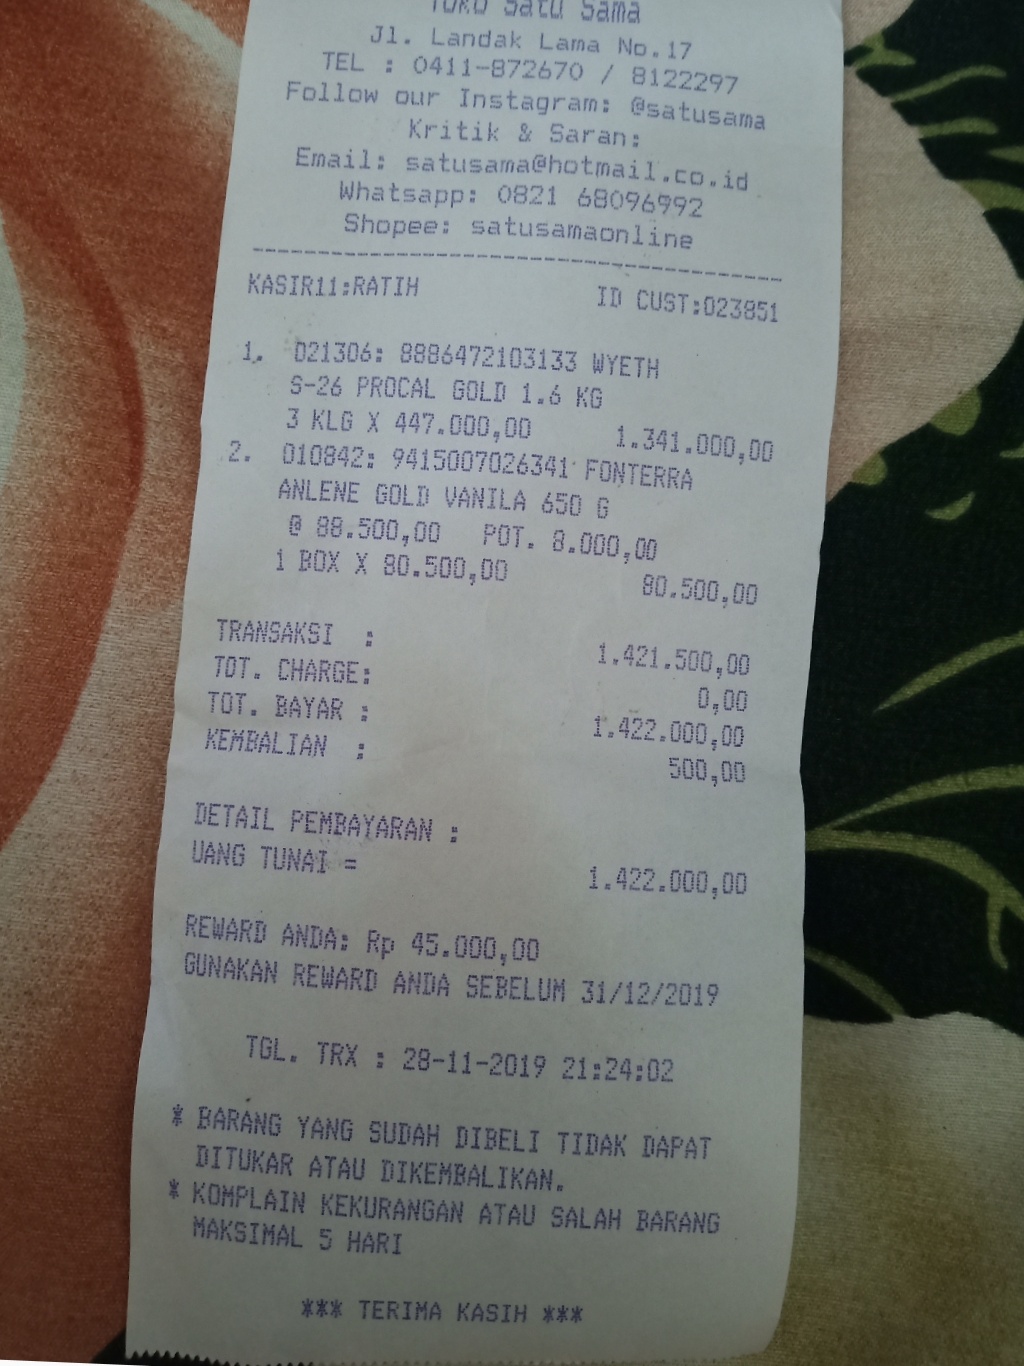 Toko Satu Sama
Jl. Landak Lama No.17
TEL : 0411-872670 / 8122297
Follow our Instagram: @satusama
Kritik & Saran:
Email: satusama@hotmail.co.id
Whatsapp: 0821 68096992
Shopee: satusamaonline
------------------------------------------
KASIR11:RATIH ID CUST:023851
1. 021306: 8886472103133 WYETH
S-26 PROCAL GOLD 1.6 KG
3 KLG X 447.000,00 1.341.000,00
2. 010842: 9415007026341 FONTERRA
ANLENE GOLD VANILA 650 G
@ 88.500,00 POT. 8.000,00
1 BOX X 80.500,00 80.500,00
TRANSAKSI : 1.421.500,00
TOT. CHARGE: 0,00
TOT. BAYAR : 1.422.000,00
KEMBALIAN : 500,00
DETAIL PEMBAYARAN :
UANG TUNAI = 1.422.000,00
REWARD ANDA: Rp 45.000,00
GUNAKAN REWARD ANDA SEBELUM 31/12/2019
TGL. TRX : 28-11-2019 21:24:02
* BARANG YANG SUDAH DIBELI TIDAK DAPAT
DITUKAR ATAU DIKEMBALIKAN.
* KOMPLAIN KEKURANGAN ATAU SALAH BARANG
MAKSIMAL 5 HARI
*** TERIMA KASIH ***